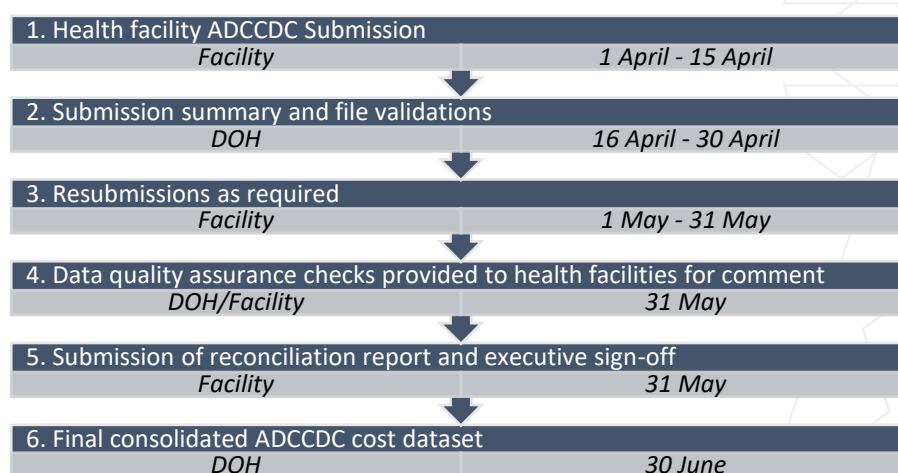 1. Health facility ADCCDC Submission
Facility 1 April - 15 April
2. Submission summary and file validations
DOH 16 April - 30 April
3. Resubmissions as required
Facility 1 May - 31 May
4. Data quality assurance checks provided to health facilities for comment
DOH/Facility 31 May
5. Submission of reconciliation report and executive sign-off
Facility 31 May
6. Final consolidated ADCCDC cost dataset
DOH 30 June